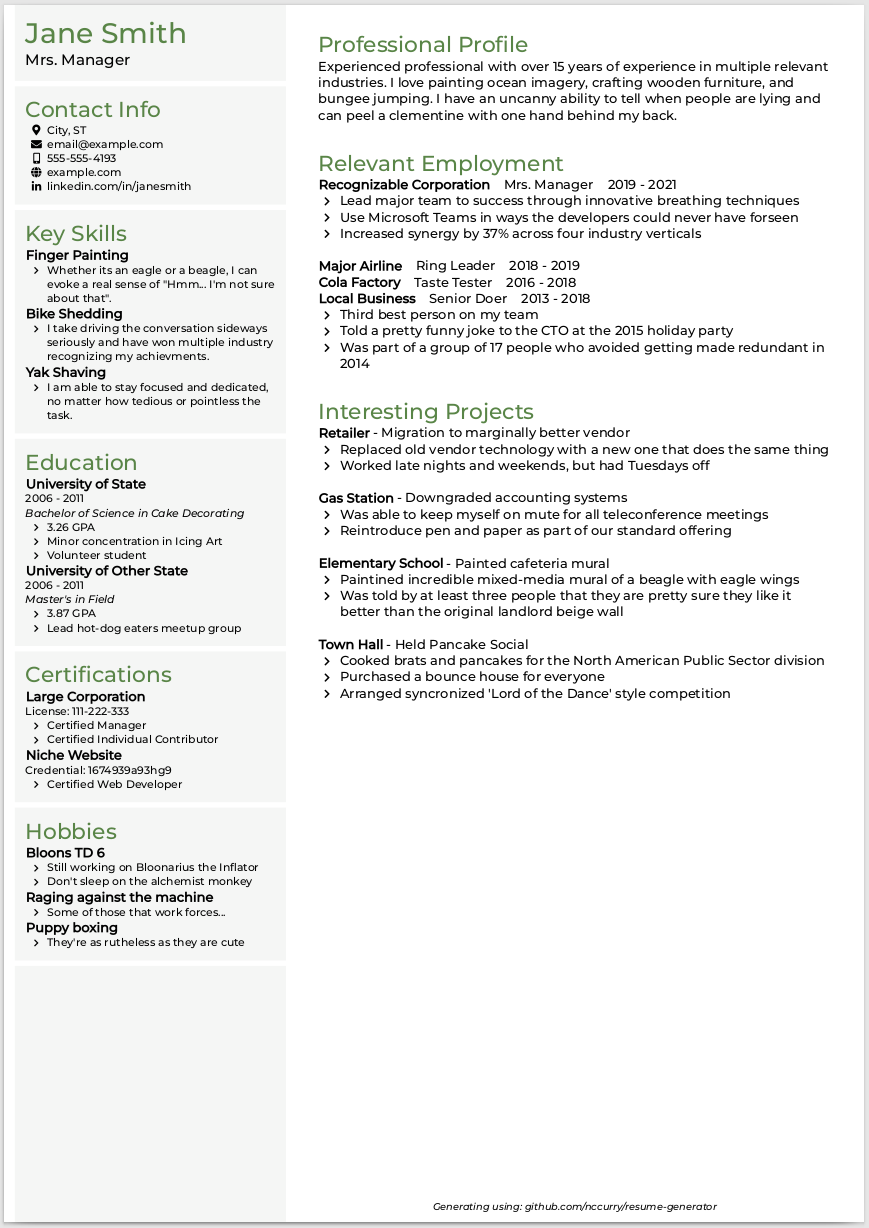 Jane Smith
Mrs. Manager
Contact Info
City, ST
email@example.com
555-555-4193
example.com
linkedin.com/in/janesmith
Key Skills
Finger Painting
Whether its an eagle or a beagle, I can
evoke a real sense of "Hmm... I'm not sure
about that".
Bike Shedding
I take driving the conversation sideways
seriously and have won multiple industry
recognizing my achievments.
Yak Shaving
I am able to stay focused and dedicated,
no matter how tedious or pointless the
task.
Education
University of State
2006 - 2011
Bachelor of Science in Cake Decorating
3.26 GPA
Minor concentration in Icing Art
Volunteer student
University of Other State
2006 - 2011
Master's in Field
3.87 GPA
Lead hot-dog eaters meetup group
Certifications
Large Corporation
License: 111-222-333
Certified Manager
Certified Individual Contributor
Niche Website
Credential: 1674939a93hg9
Certified Web Developer
Hobbies
Bloons TD 6
Still working on Bloonarius the Inflator
Don't sleep on the alchemist monkey
Raging against the machine
Some of those that work forces...
Puppy boxing
They're as rutheless as they are cute
Professional Profile
Experienced professional with over 15 years of experience in multiple relevant
industries. I love painting ocean imagery, crafting wooden furniture, and
bungee jumping. I have an uncanny ability to tell when people are lying and
can peel a clementine with one hand behind my back.
Relevant Employment
Recognizable Corporation Mrs. Manager 2019 - 2021
Lead major team to success through innovative breathing techniques
Use Microsoft Teams in ways the developers could never have forseen
Increased synergy by 37% across four industry verticals
Major Airline Ring Leader 2018 - 2019
Cola Factory Taste Tester 2016 - 2018
Local Business Senior Doer 2013 - 2018
Third best person on my team
Told a pretty funny joke to the CTO at the 2015 holiday party
Was part of a group of 17 people who avoided getting made redundant in
2014
Interesting Projects
Retailer - Migration to marginally better vendor
Replaced old vendor technology with a new one that does the same thing
Worked late nights and weekends, but had Tuesdays off
Gas Station - Downgraded accounting systems
Was able to keep myself on mute for all teleconference meetings
Reintroduce pen and paper as part of our standard offering
Elementary School - Painted cafeteria mural
Paintined incredible mixed-media mural of a beagle with eagle wings
Was told by at least three people that they are pretty sure they like it
better than the original landlord beige wall
Town Hall - Held Pancake Social
Cooked brats and pancakes for the North American Public Sector division
Purchased a bounce house for everyone
Arranged syncronized 'Lord of the Dance' style competition
Generating using: github.com/nccurry/resume-generator